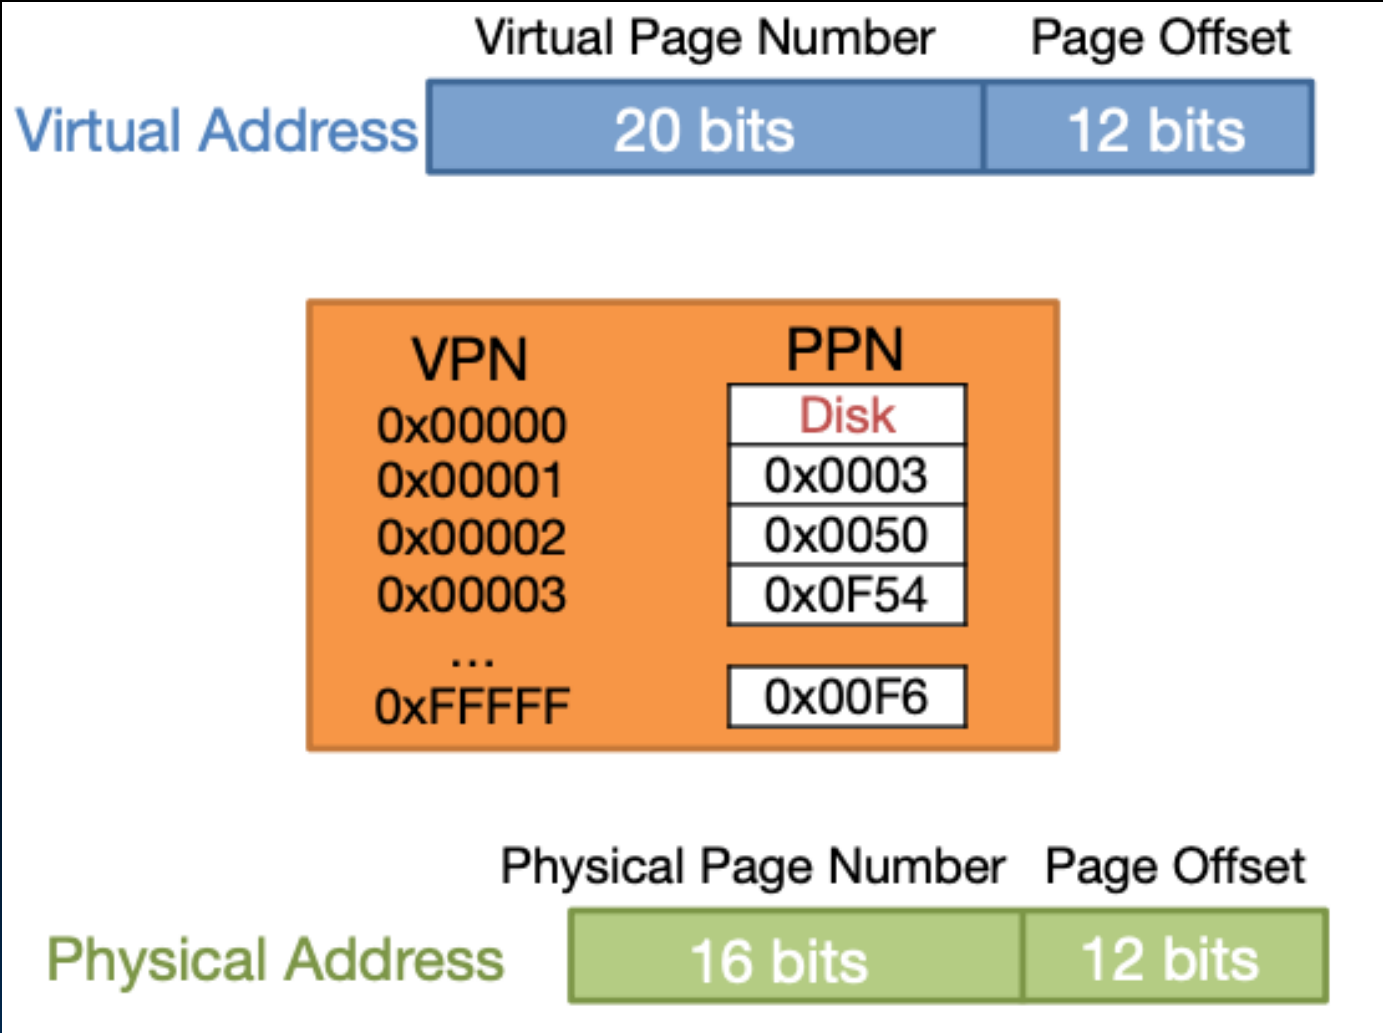 Virtual Page Number Page Offset
Virtual Address 20 bits 12 bits
VPN PPN
0x00000 Disk
0x00001 0x0003
0x00002 0x0050
0x00003 0x0F54
...
0xFFFFF 0x00F6
Physical Page Number Page Offset
Physical Address 16 bits 12 bits